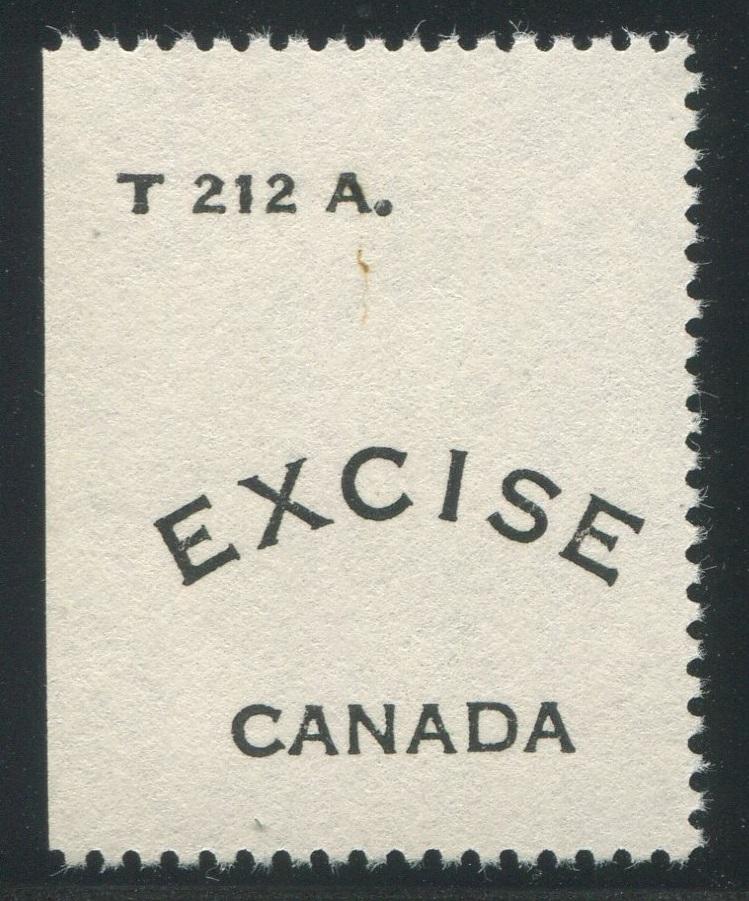 T 212 A.
EXCISE
CANADA